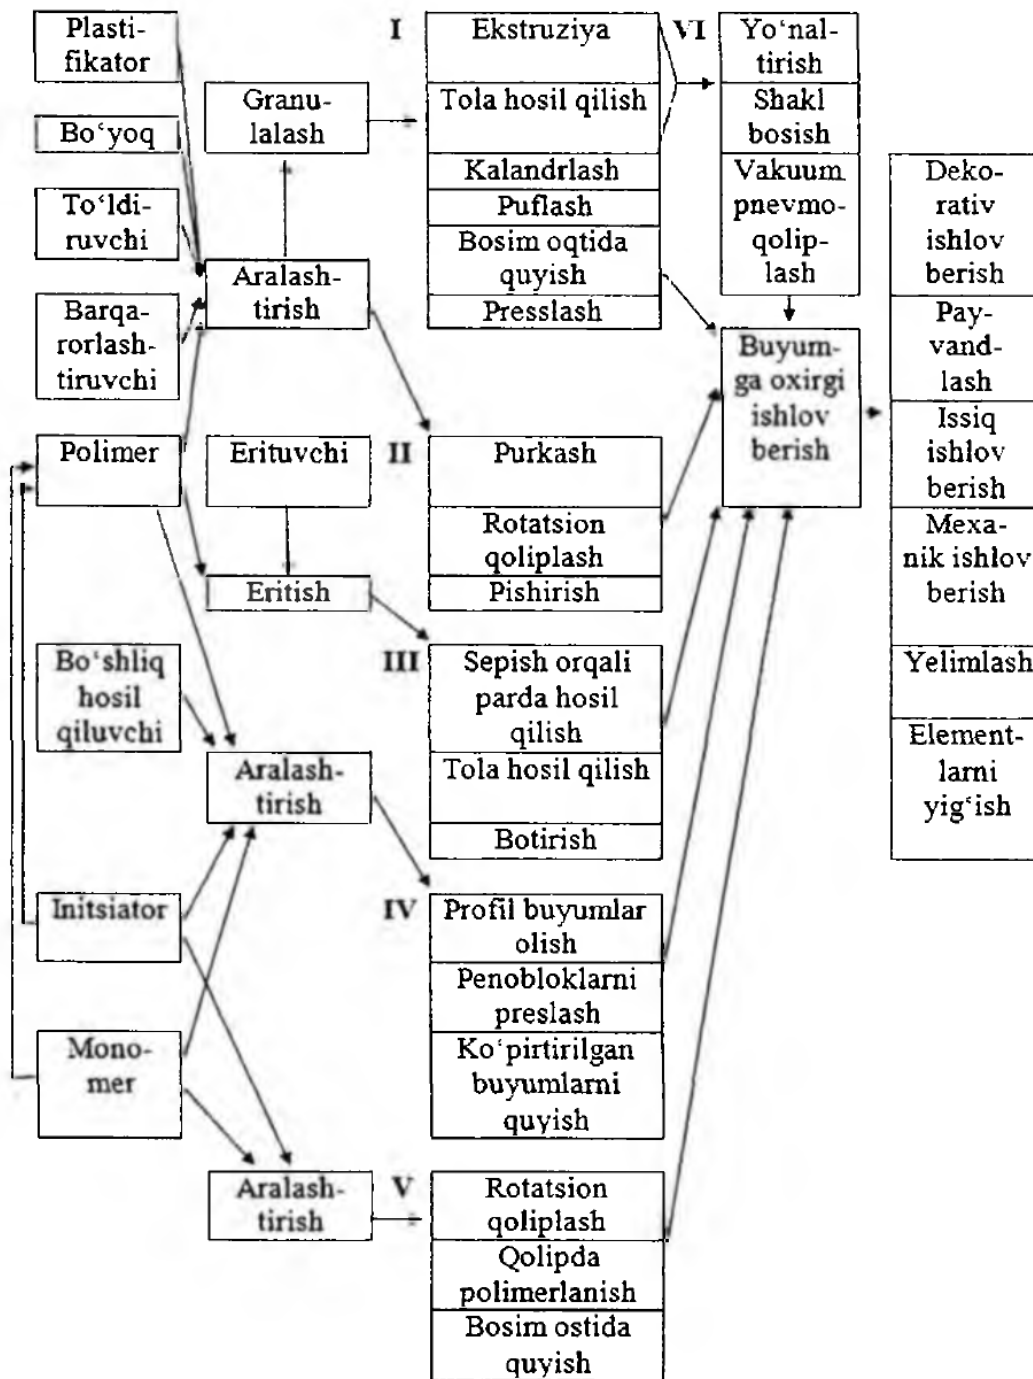 Plasti-
fikator
Bo‘yoq
To‘ldi-
ruvchi
Barqa-
rorlash-
tiruvchi
Polimer
Bo‘shliq
hosil
qiluvchi
Initsiator
Mono-
mer
Granu-
lalash
Aralash-
tirish
Erituvchi
Eritish
Aralash-
tirish
Aralash-
tirish
I
Ekstruziya
Tola hosil qilish
Kalandrlash
Puflash
Bosim oqtida
quyish
Presslash
II
Purkash
Rotatsion
qoliplash
Pishirish
III
Sepish orqali
parda hosil
qilish
Tola hosil qilish
Botirish
IV
Profil buyumlar
olish
Penobloklarni
preslash
Ko‘pirtirilgan
buyumlarni
quyish
V
Rotatsion
qoliplash
Qolipda
polimerlanish
Bosim ostida
quyish
VI
Yo‘nal-
tirish
Shakl
bosish
Vakuum
pnevmo-
qolip-
lash
Buyum-
ga oxirgi
ishlov
berish
Deko-
rativ
ishlov
berish
Pay-
vand-
lash
Issiq
ishlov
berish
Mexa-
nik ishlov
berish
Yelimlash
Element-
larni
yig‘ish